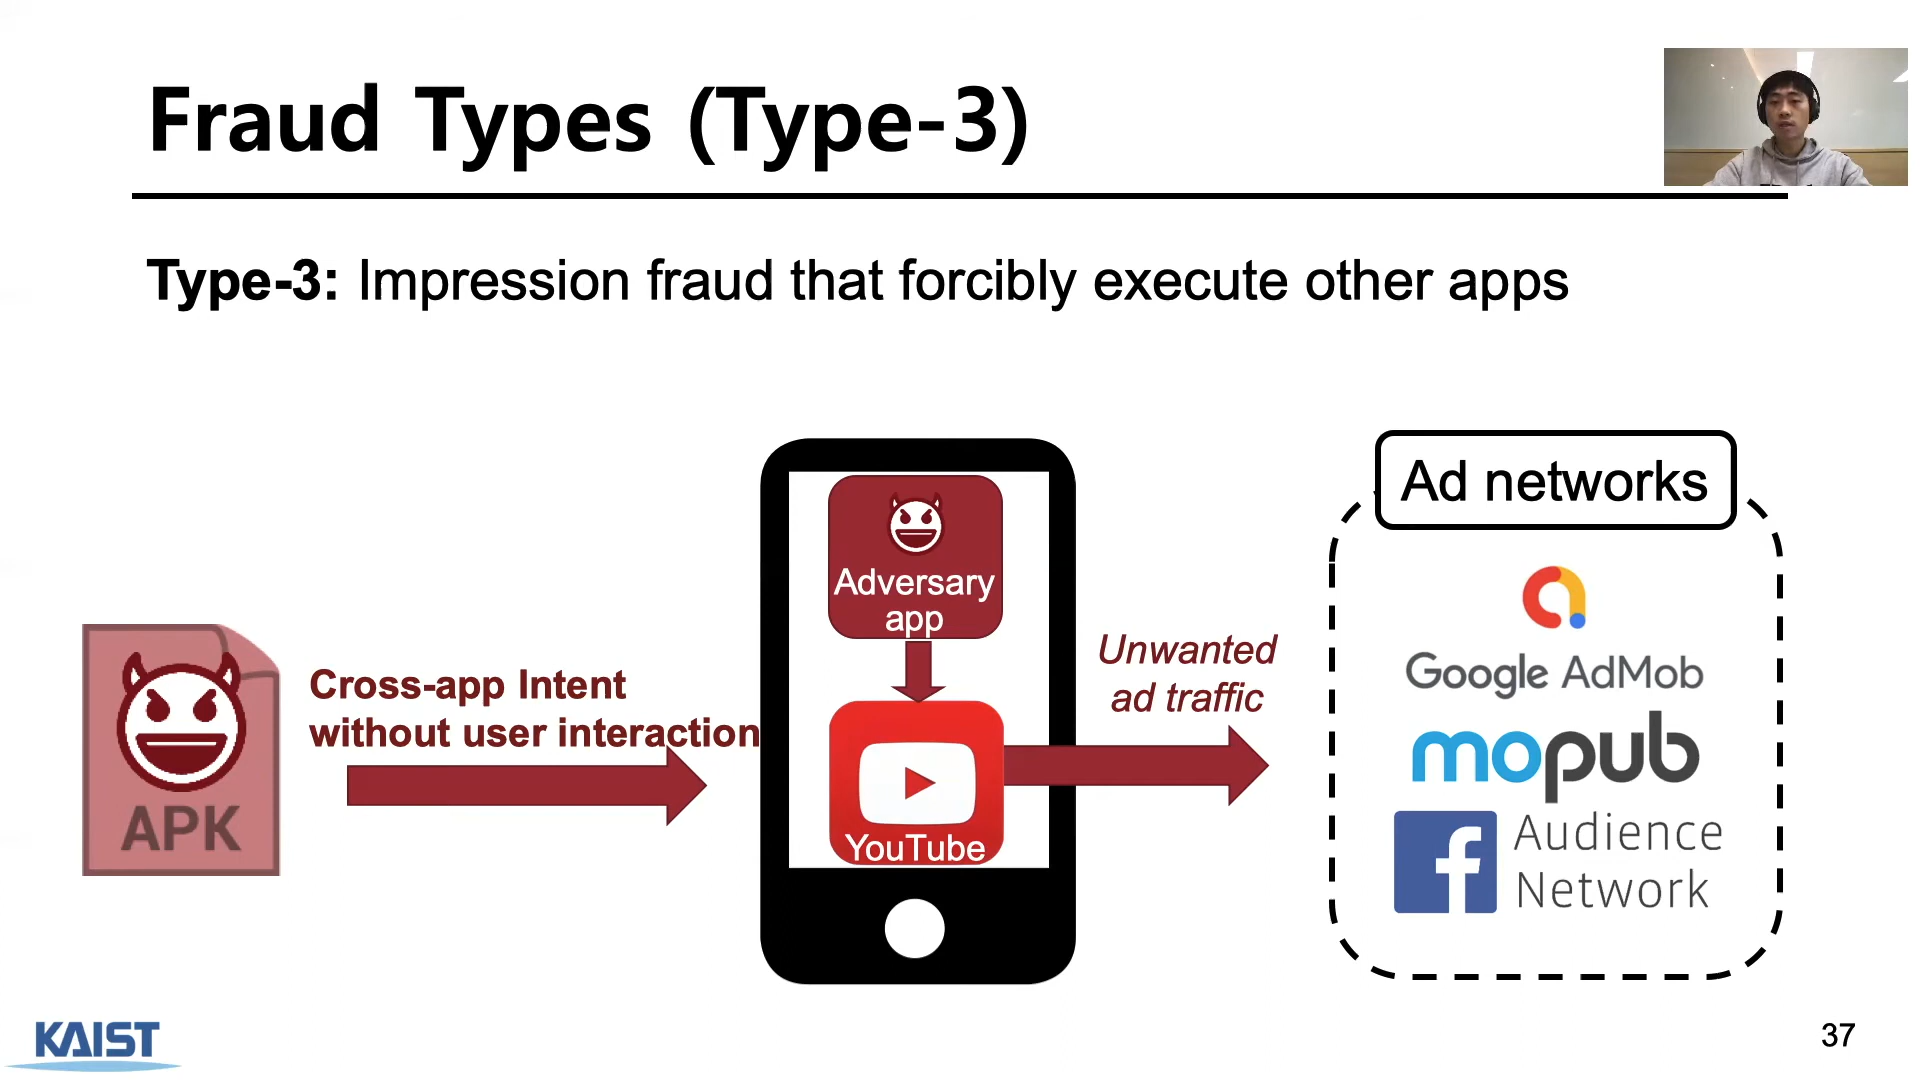 Fraud Types (Type-3)
Type-3: Impression fraud that forcibly execute other apps
APK
Cross-app Intent
without user interaction
Adversary
app
YouTube
Unwanted
ad traffic
Ad networks
Google AdMob
mopub
f Audience
Network
KAIST
37